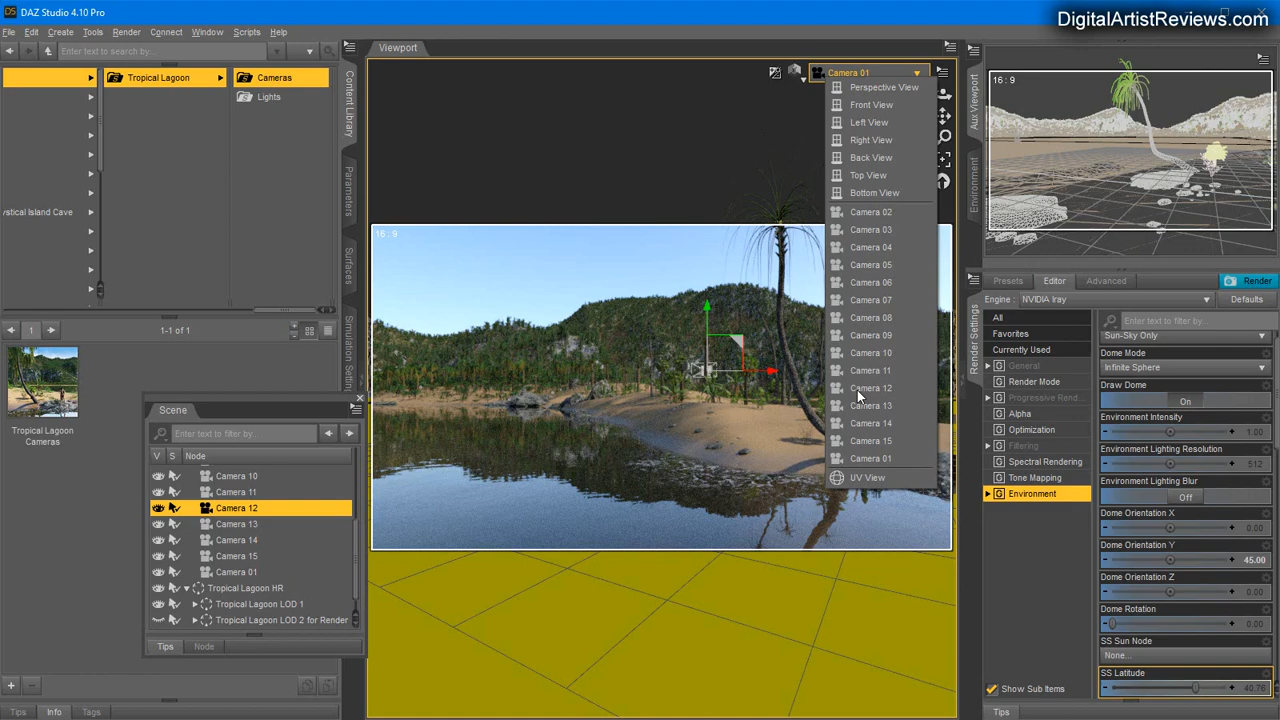 DS DAZ Studio 4.10 Pro
DigitalArtistReviews.com
File Edit Create Tools Render Connect Window Scripts Help
Enter text to search by...
Tropical Lagoon
Cameras
Lights
ystical Island Cave
Content Library
Parameters
Surfaces
Simulation Settin
1
1-1 of 1
Tropical Lagoon
Cameras
Scene
Enter text to filter by...
V S Node
Camera 10
Camera 11
Camera 12
Camera 13
Camera 14
Camera 15
Camera 01
Tropical Lagoon HR
Tropical Lagoon LOD 1
Tropical Lagoon LOD 2 for Render
Tips Node
Tips Info Tags
Viewport
Camera 01
16 : 9
Perspective View
Front View
Left View
Right View
Back View
Top View
Bottom View
Camera 02
Camera 03
Camera 04
Camera 05
Camera 06
Camera 07
Camera 08
Camera 09
Camera 10
Camera 11
Camera 12
Camera 13
Camera 14
Camera 15
Camera 01
UV View
Aux Viewport
Environment
16 : 9
Render Settings
Presets Editor Advanced Render
Engine : NVIDIA Iray Defaults
All
Favorites
Currently Used
G General
G Render Mode
G Progressive Rend...
G Alpha
G Optimization
G Filtering
G Spectral Rendering
G Tone Mapping
G Environment
Show Sub Items
Tips
Enter text to filter by...
Sun-Sky Only
Dome Mode
Infinite Sphere
Draw Dome
On
Environment Intensity
1.00
Environment Lighting Resolution
512
Environment Lighting Blur
Off
Dome Orientation X
0.00
Dome Orientation Y
45.00
Dome Orientation Z
0.00
Dome Rotation
0.00
SS Sun Node
None...
SS Latitude
40.76